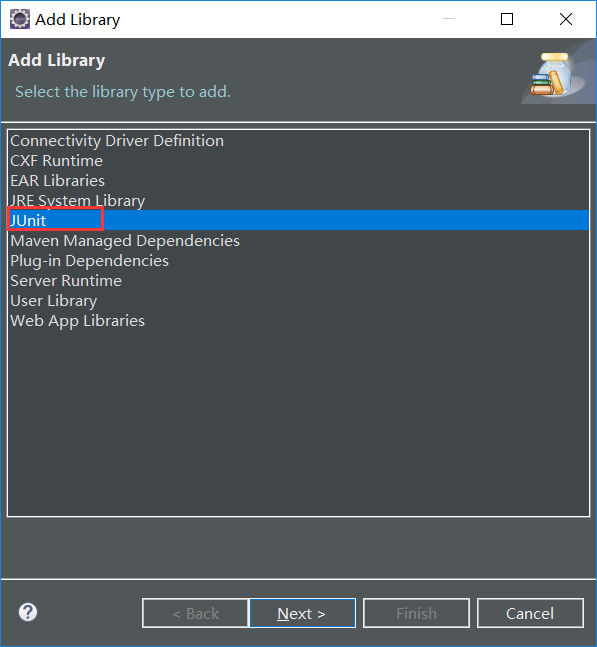 Add Library
Add Library
Select the library type to add.
Connectivity Driver Definition
CXF Runtime
EAR Libraries
JRE System Library
JUnit
Maven Managed Dependencies
Plug-in Dependencies
Server Runtime
User Library
Web App Libraries
?
< Back
Next >
Finish
Cancel